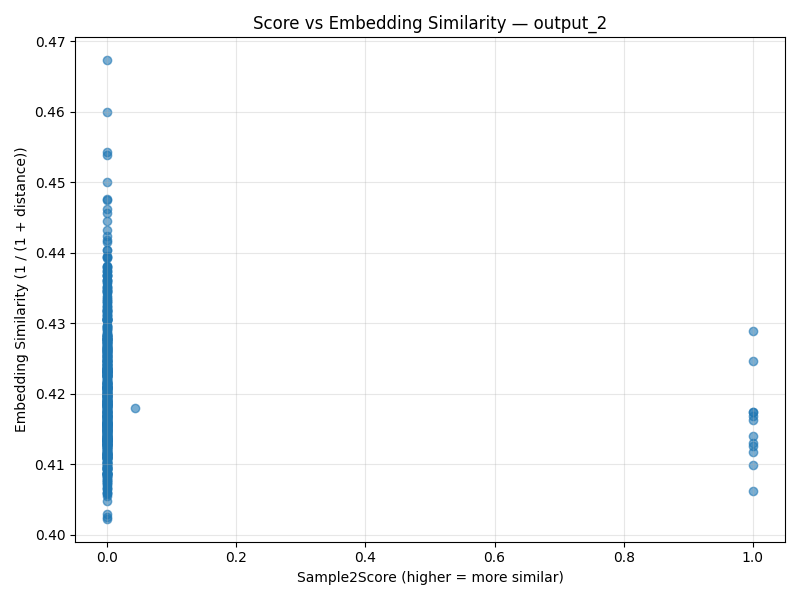 Score vs Embedding Similarity — output_2
0.47
0.46
0.45
0.44
0.43
0.42
0.41
0.40
Embedding Similarity (1 / (1 + distance))
0.0 0.2 0.4 0.6 0.8 1.0
Sample2Score (higher = more similar)